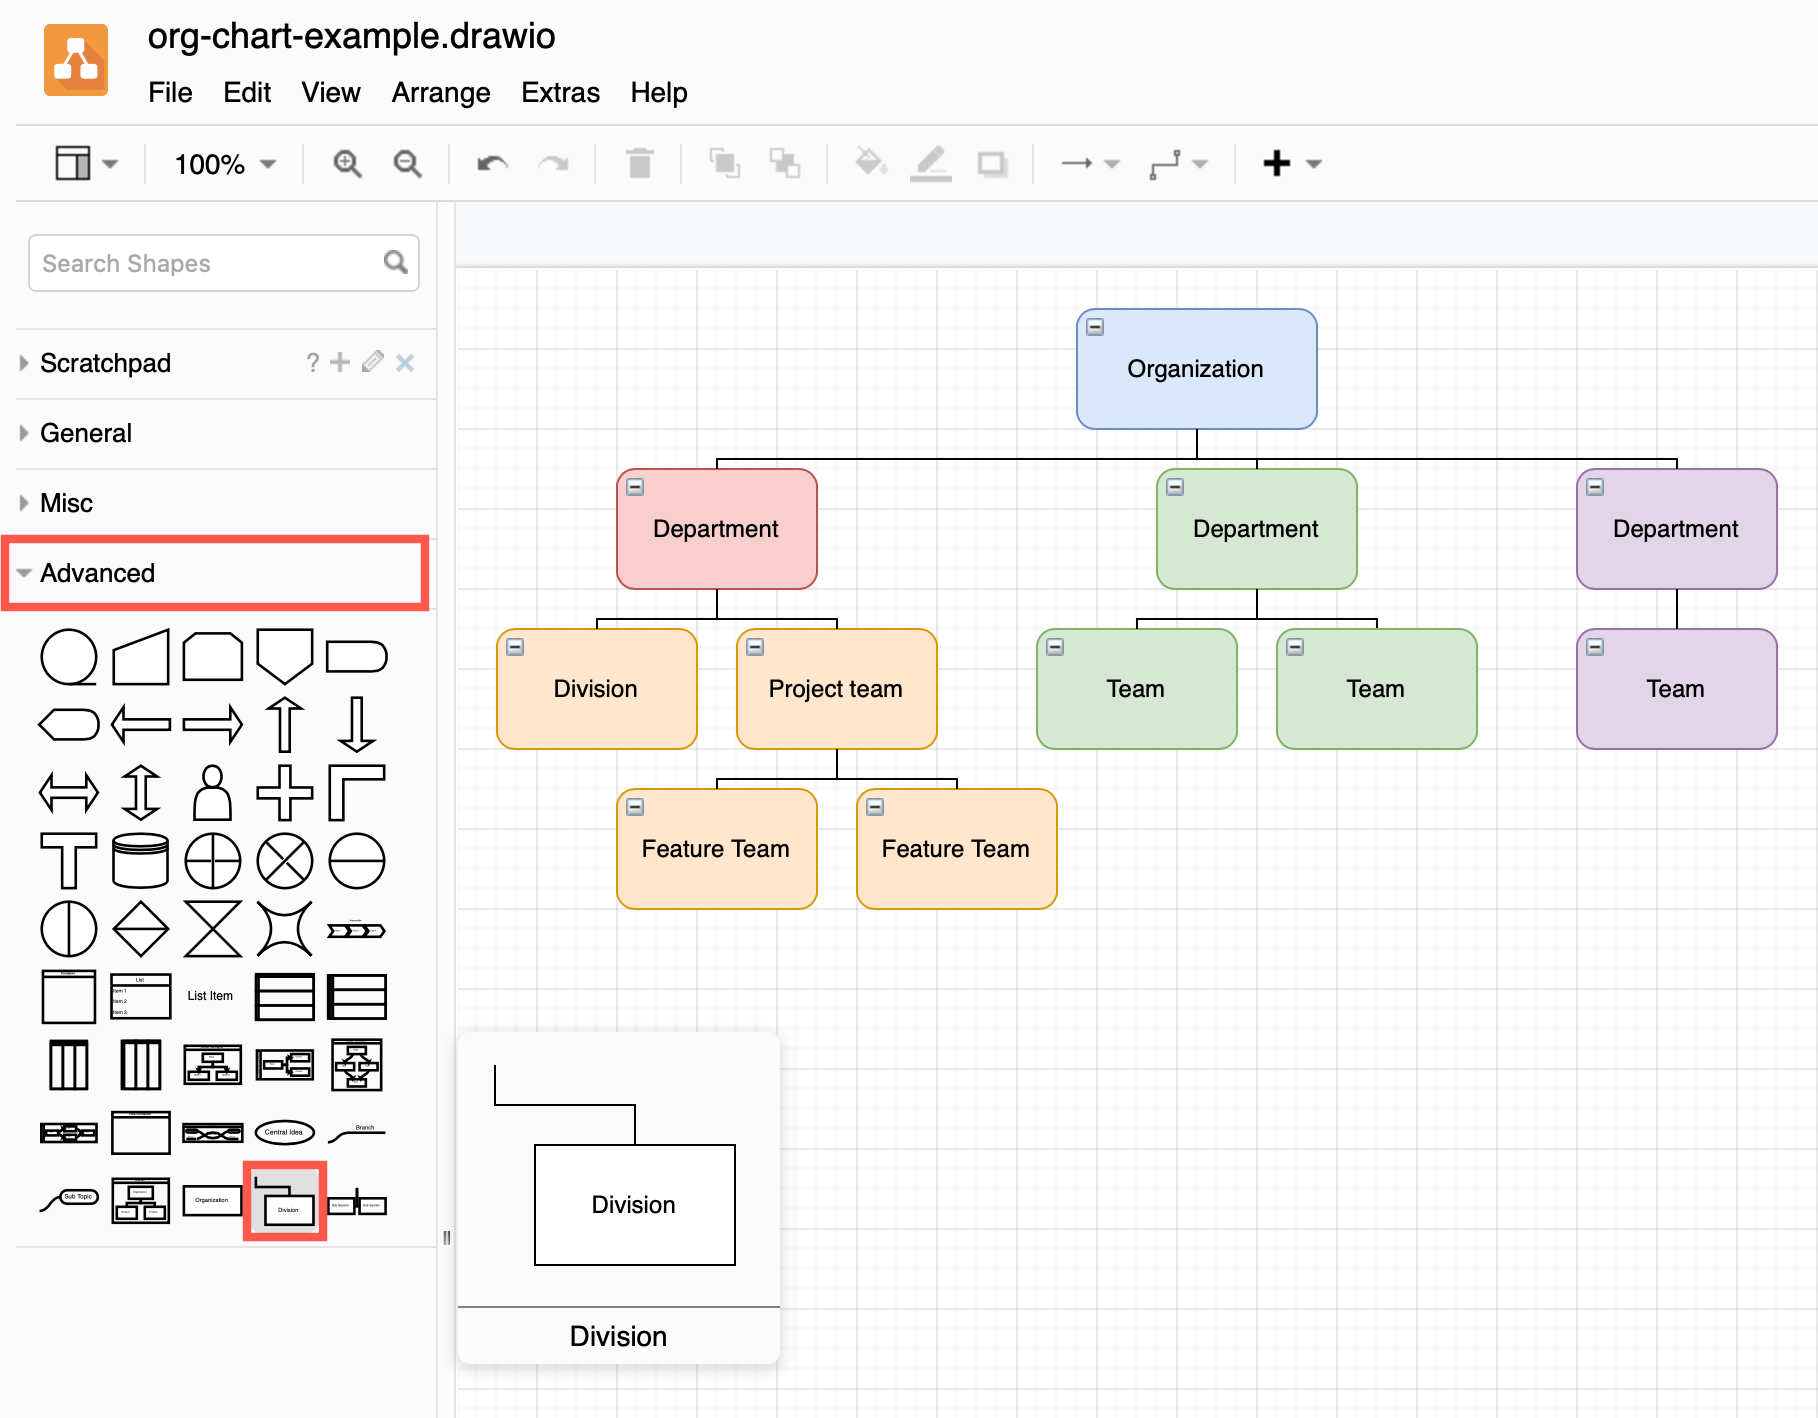 org-chart-example.drawio
File Edit View Arrange Extras Help
100%
Search Shapes
Scratchpad ?
General
Misc
Advanced
List
Item 1
Item 2
Item 3
List Item
Central Idea
Branch
Sub Topic
Organization
Division
Organization
Department Department Department
Division Project team Team Team Team
Feature Team Feature Team
Division
Division